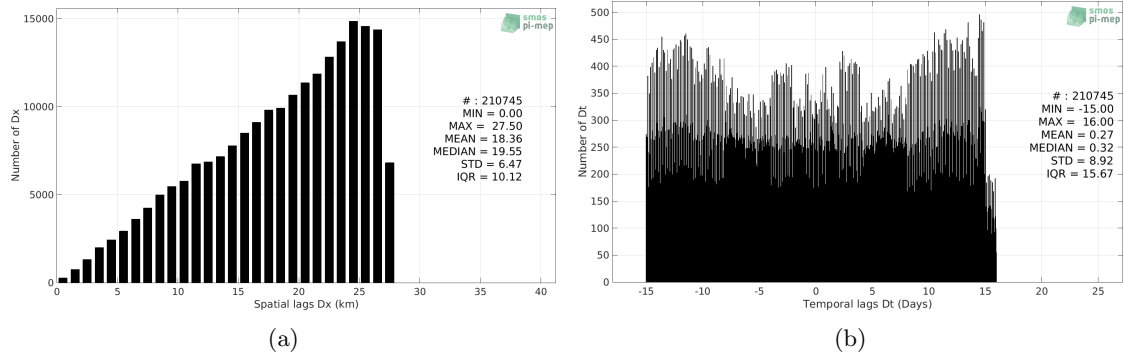 smos
pi-mep
15000
10000
5000
0
Number of Dx
# : 210745
MIN = 0.00
MAX = 27.50
MEAN = 18.36
MEDIAN = 19.55
STD = 6.47
IQR = 10.12
0 5 10 15 20 25 30 35 40
Spatial lags Dx (km)
(a)
smos
pi-mep
500
450
400
350
300
250
200
150
100
50
0
Number of Dt
# : 210745
MIN = -15.00
MAX = 16.00
MEAN = 0.27
MEDIAN = 0.32
STD = 8.92
IQR = 15.67
-15 -10 -5 0 5 10 15 20 25
Temporal lags Dt (Days)
(b)